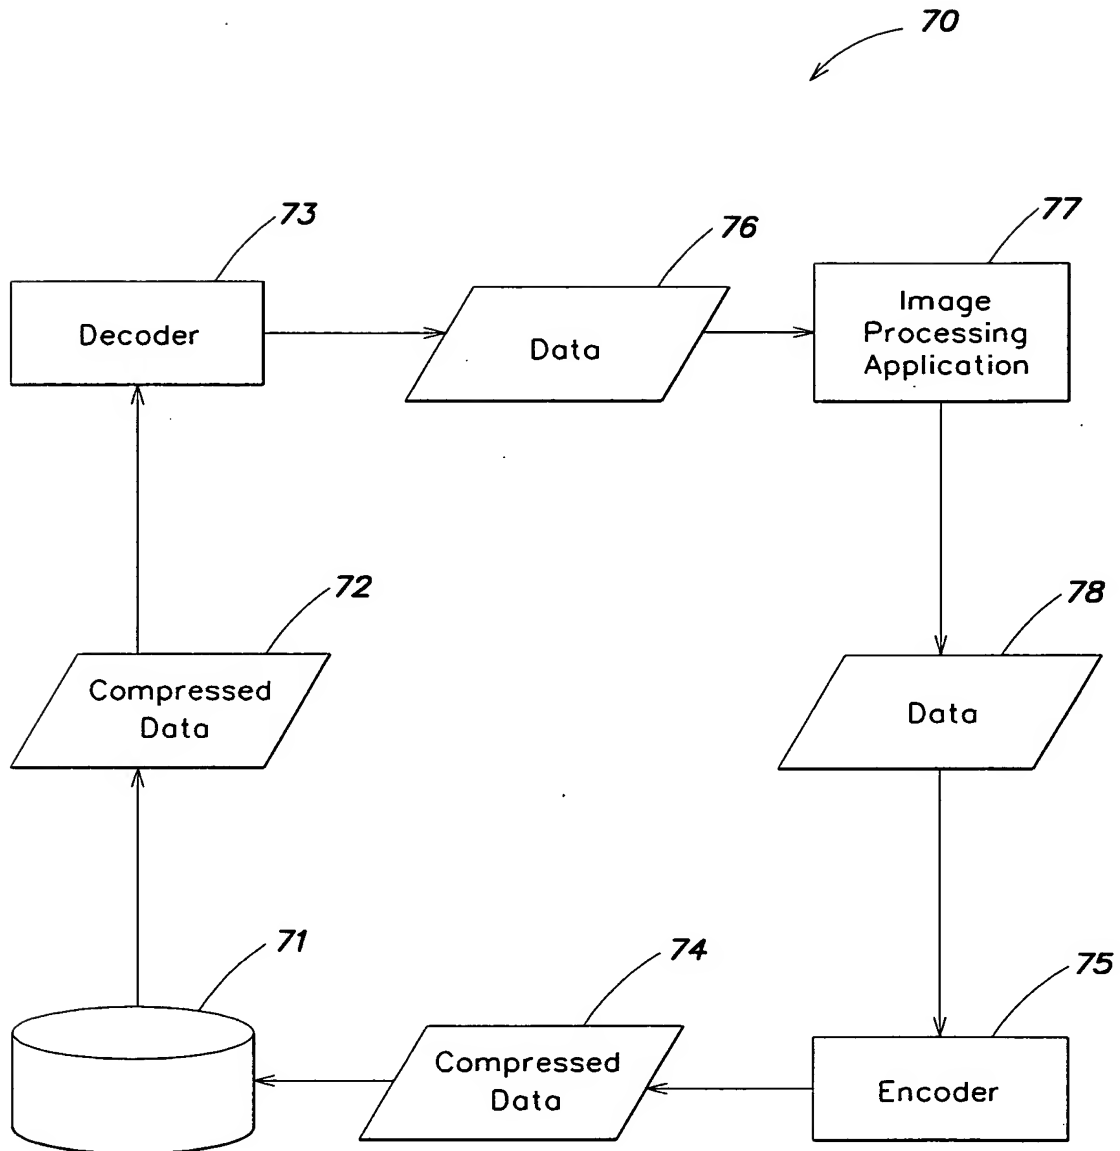 70
73
76
77
Decoder
Data
Image
Processing
Application
72
78
Compressed
Data
Data
71
74
75
Compressed
Data
Encoder